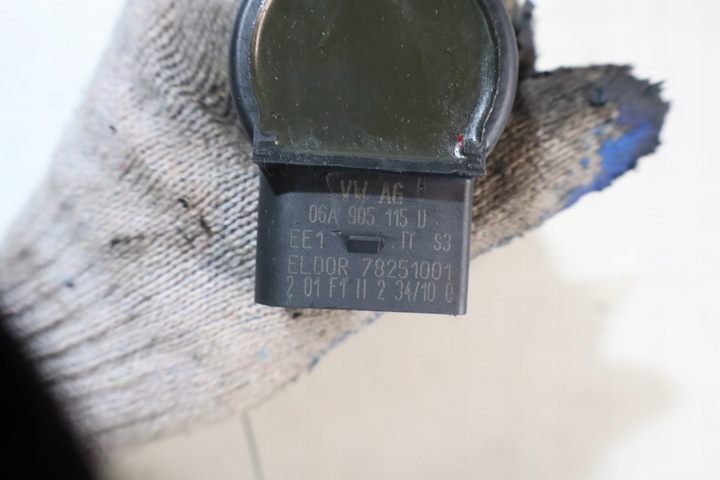 VW AG
06A 905 115 D
EE1 IT S3
ELDOR 78251001
2 01 F1 II 2 34/10 0